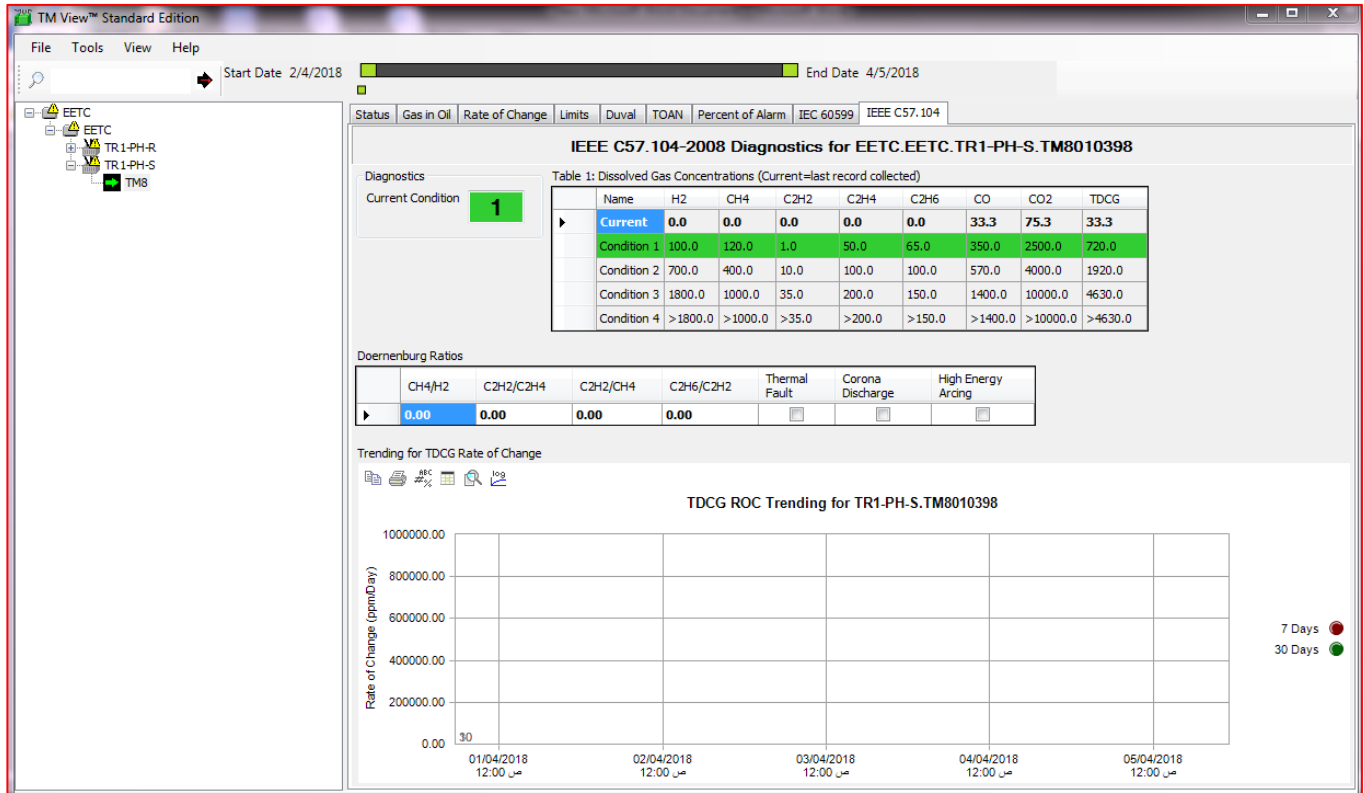 TM View™ Standard Edition
File Tools View Help
Start Date 2/4/2018 End Date 4/5/2018
EETC
EETC
TR1-PH-R
TR1-PH-S
TM8
Status Gas in Oil Rate of Change Limits Duval TOAN Percent of Alarm IEC 60599 IEEE C57.104
IEEE C57.104-2008 Diagnostics for EETC.EETC.TR1-PH-S.TM8010398
Diagnostics
Current Condition 1
Table 1: Dissolved Gas Concentrations (Current=last record collected)
Name H2 CH4 C2H2 C2H4 C2H6 CO CO2 TDCG
Current 0.0 0.0 0.0 0.0 0.0 33.3 75.3 33.3
Condition 1 100.0 120.0 1.0 50.0 65.0 350.0 2500.0 720.0
Condition 2 700.0 400.0 10.0 100.0 100.0 570.0 4000.0 1920.0
Condition 3 1800.0 1000.0 35.0 200.0 150.0 1400.0 10000.0 4630.0
Condition 4 >1800.0 >1000.0 >35.0 >200.0 >150.0 >1400.0 >10000.0 >4630.0
Doernenburg Ratios
CH4/H2 C2H2/C2H4 C2H2/CH4 C2H6/C2H2 Thermal Fault Corona Discharge High Energy Arcing
0.00 0.00 0.00 0.00
Trending for TDCG Rate of Change
ABC
#% log
TDCG ROC Trending for TR1-PH-S.TM8010398
Rate of Change (ppm/Day)
1000000.00
800000.00
600000.00
400000.00
200000.00
0.00
30
7 Days
30 Days
01/04/2018 02/04/2018 03/04/2018 04/04/2018 05/04/2018
12:00 ص 12:00 ص 12:00 ص 12:00 ص 12:00 ص